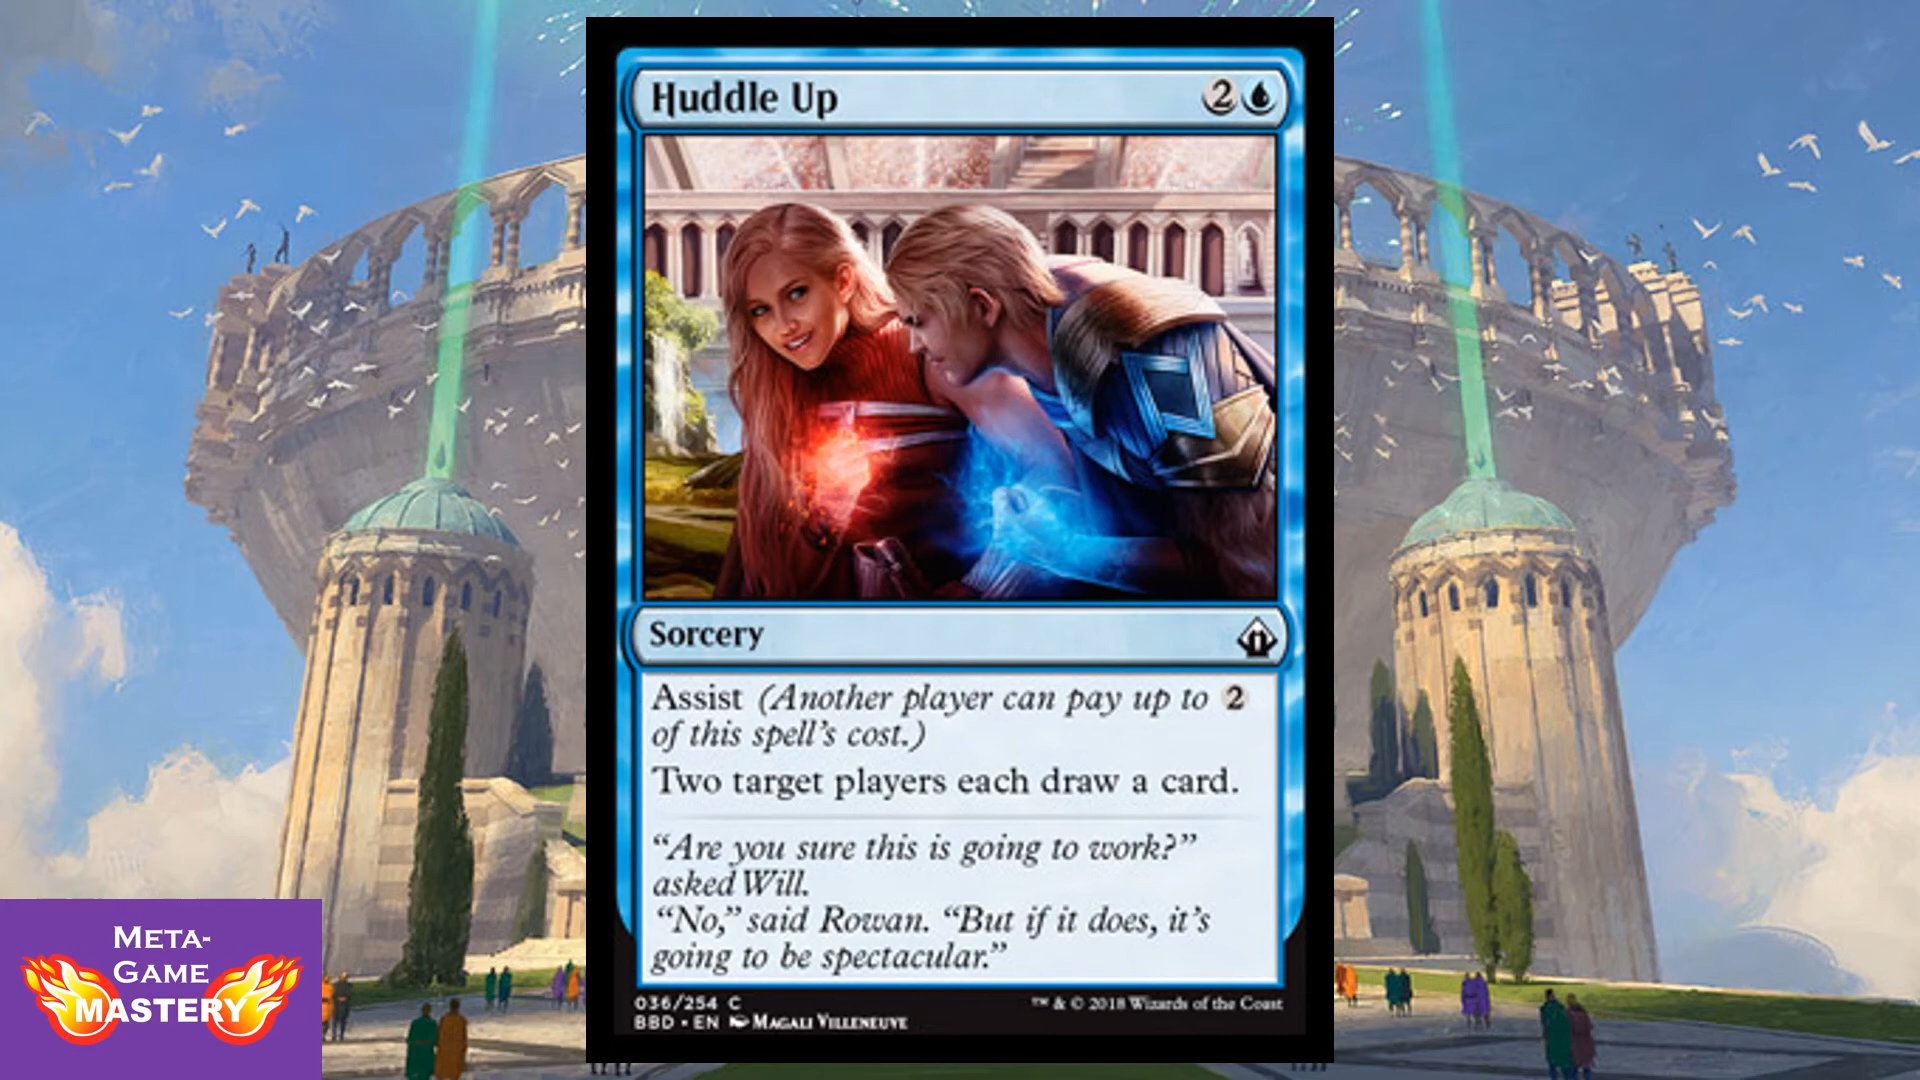 Huddle Up 2
Sorcery
Assist (Another player can pay up to 2
of this spell's cost.)
Two target players each draw a card.
“Are you sure this is going to work?”
asked Will.
“No,” said Rowan. “But if it does, it's
going to be spectacular.”
036/254 C ™ & © 2018 Wizards of the Coast
BBD • EN Magali Villeneuve
META-
GAME
MASTERY